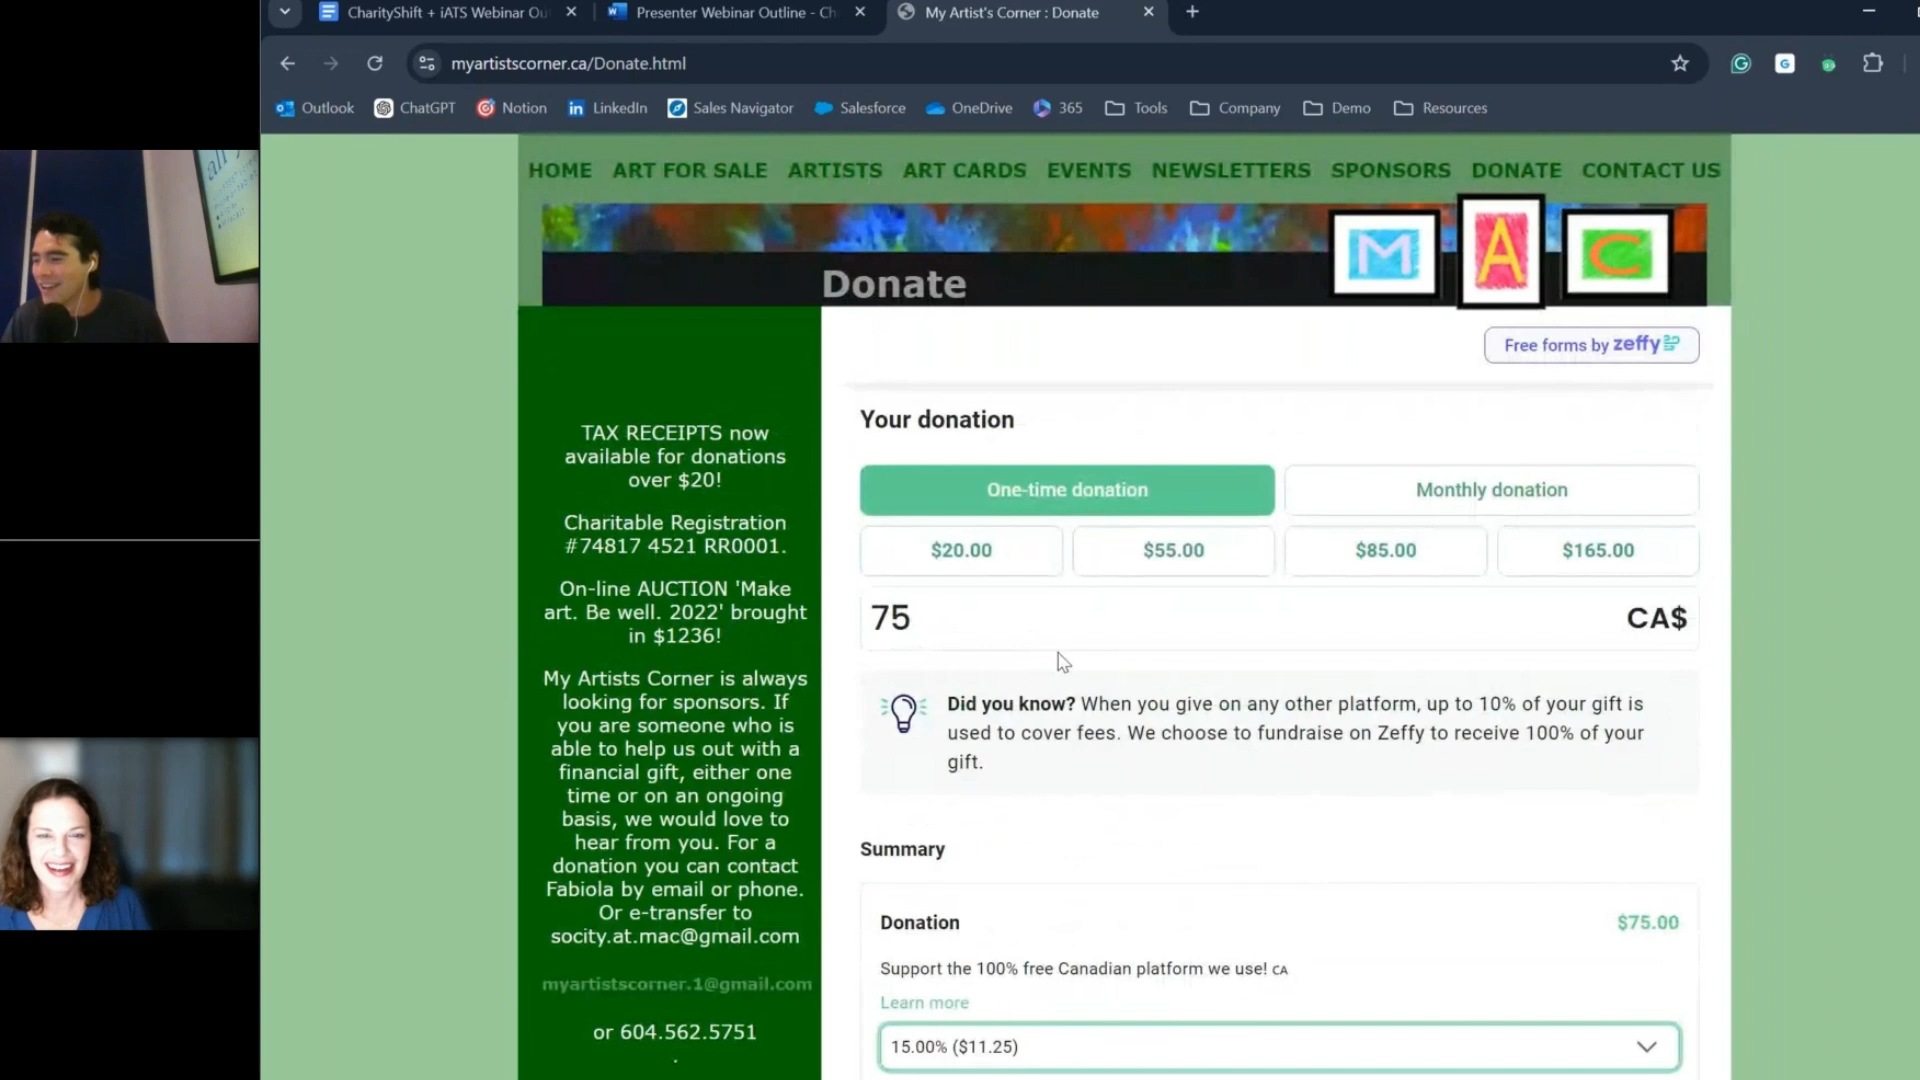 CharityShift + iATS Webinar Ou
Presenter Webinar Outline - Ch
My Artist's Corner : Donate
myartistscorner.ca/Donate.html
Outlook
ChatGPT
Notion
LinkedIn
Sales Navigator
Salesforce
OneDrive
365
Tools
Company
Demo
Resources
HOME ART FOR SALE ARTISTS ART CARDS EVENTS NEWSLETTERS SPONSORS DONATE CONTACT US
M A C
Donate
Free forms by zeffy
TAX RECEIPTS now
available for donations
over $20!
Charitable Registration
#74817 4521 RR0001.
On-line AUCTION 'Make
art. Be well. 2022' brought
in $1236!
My Artists Corner is always
looking for sponsors. If
you are someone who is
able to help us out with a
financial gift, either one
time or on an ongoing
basis, we would love to
hear from you. For a
donation you can contact
Fabiola by email or phone.
Or e-transfer to
socity.at.mac@gmail.com
myartistscorner.1@gmail.com
or 604.562.5751
.
Your donation
One-time donation
Monthly donation
$20.00
$55.00
$85.00
$165.00
75 CA$
Did you know? When you give on any other platform, up to 10% of your gift is
used to cover fees. We choose to fundraise on Zeffy to receive 100% of your
gift.
Summary
Donation $75.00
Support the 100% free Canadian platform we use! CA
Learn more
15.00% ($11.25)